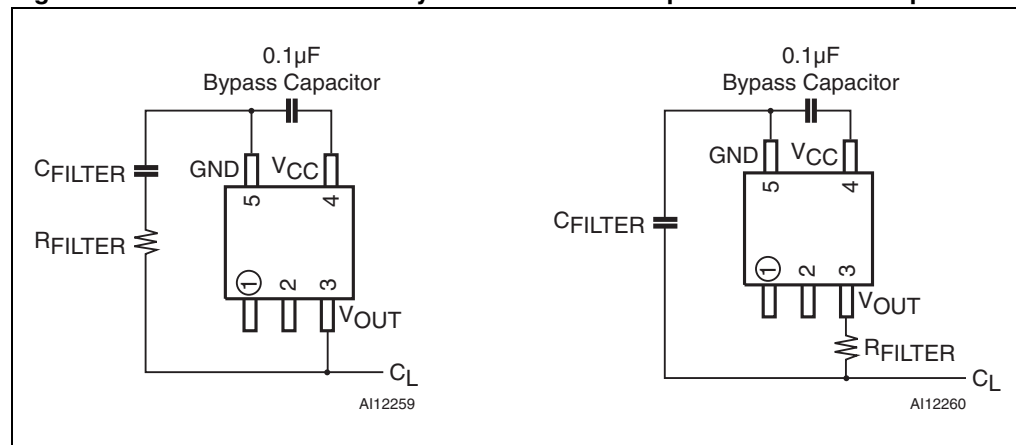 0.1µF
Bypass Capacitor
CFILTER
GND
VCC
5
4
RFILTER
1
2
3
VOUT
CL
AI12259
0.1µF
Bypass Capacitor
GND
VCC
5
4
CFILTER
1
2
3
VOUT
RFILTER
CL
AI12260